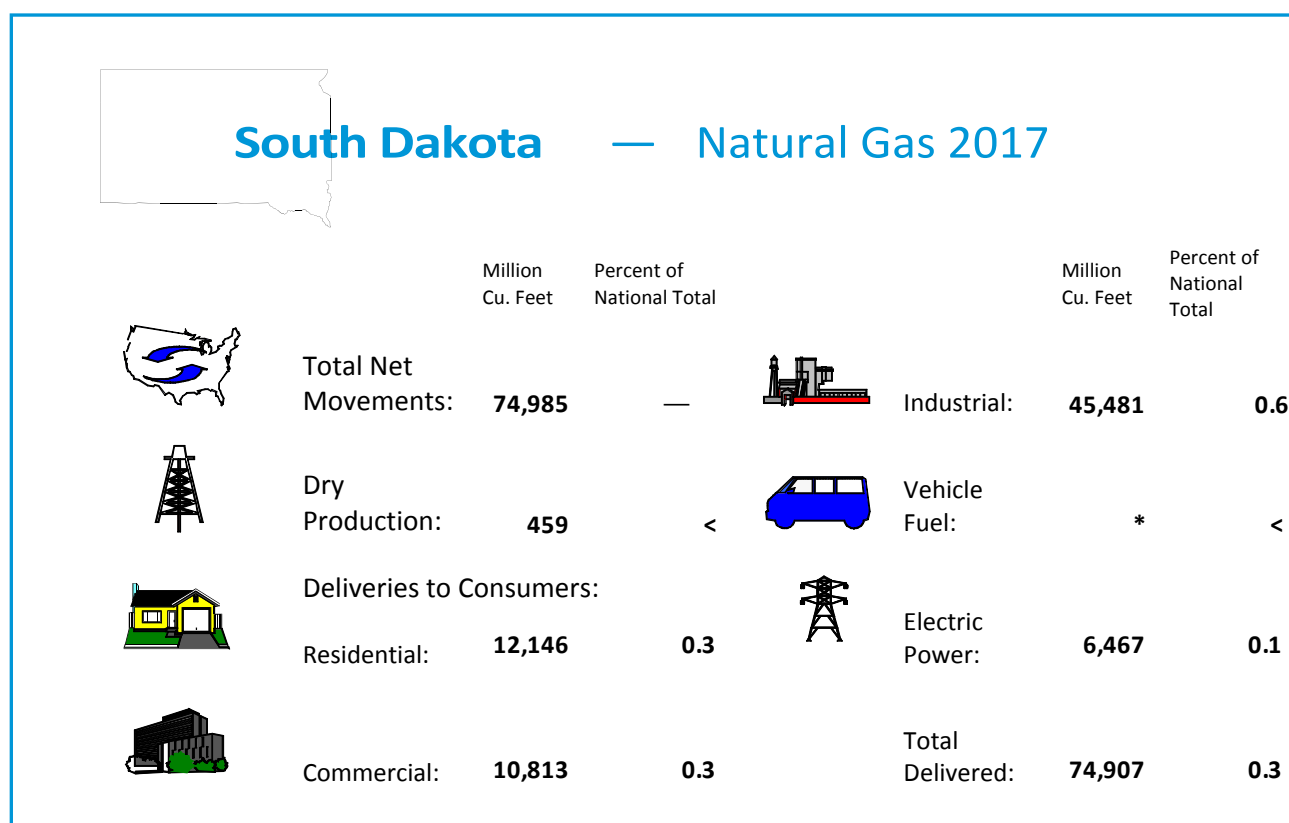 South Dakota — Natural Gas 2017
Million
Cu. Feet
Percent of
National Total
Total Net
Movements: 74,985 —
Dry
Production: 459 <
Deliveries to Consumers:
Residential: 12,146 0.3
Commercial: 10,813 0.3
Million
Cu. Feet
Percent of
National
Total
Industrial: 45,481 0.6
Vehicle
Fuel: * <
Electric
Power: 6,467 0.1
Total
Delivered: 74,907 0.3